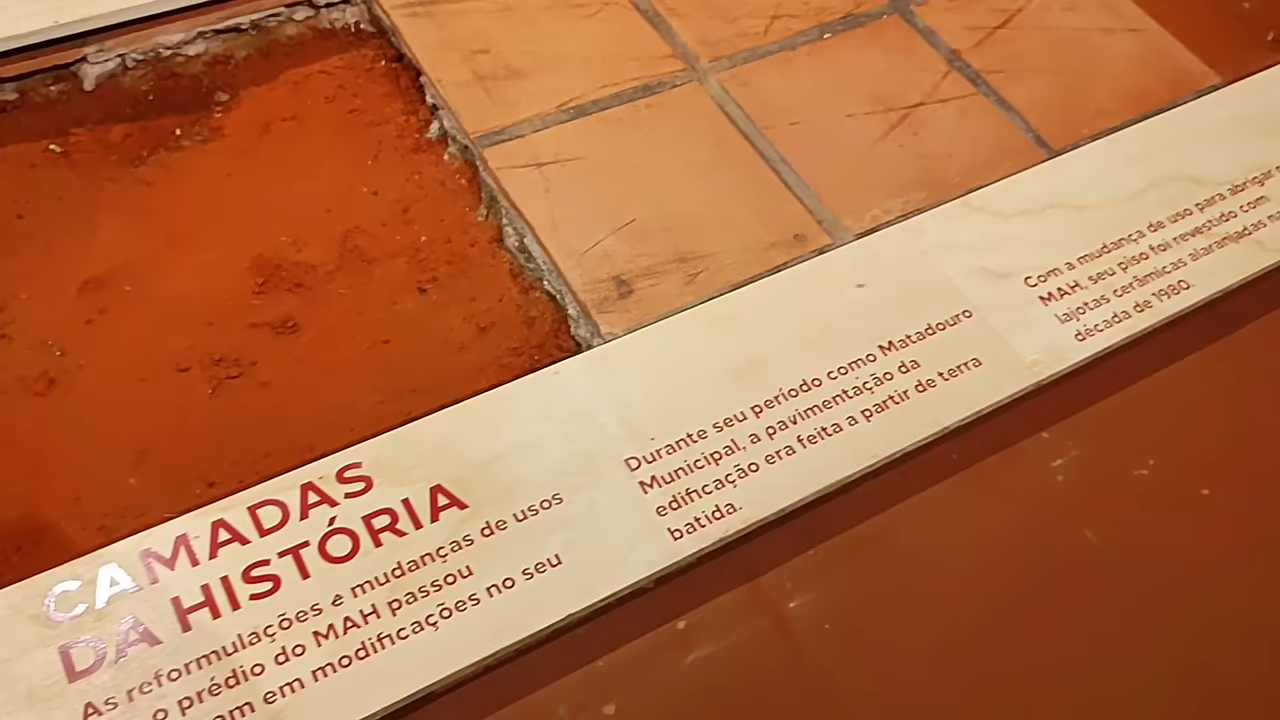 CAMADAS
DA HISTÓRIA
As reformulações e mudanças de usos
o prédio do MAH passou
em modificações no seu
Durante seu período como Matadouro
Municipal, a pavimentação da
edificação era feita a partir de terra
batida.
Com a mudança de uso para abrigar
MAH, seu piso foi revestido com
lajotas cerâmicas alaranjadas
década de 1980.